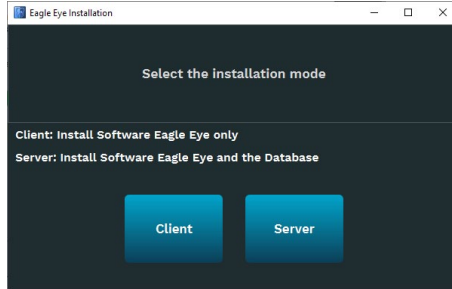 Eagle Eye Installation
Select the installation mode
Client: Install Software Eagle Eye only
Server: Install Software Eagle Eye and the Database
Client Server